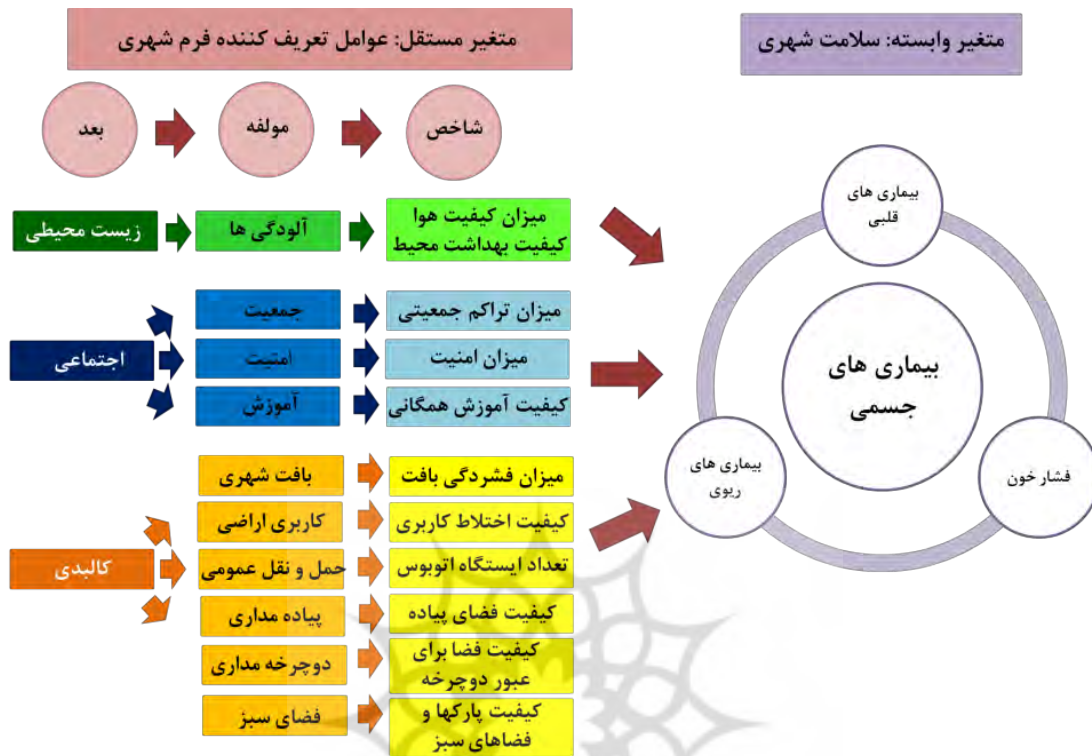 متغیر مستقل: عوامل تعریف کننده فرم شهری
متغیر وابسته: سلامت شهری
بعد
مولفه
شاخص
زیست محیطی
آلودگی ها
میزان کیفیت هوا
کیفیت بهداشت محیط
اجتماعی
جمعیت
میزان تراکم جمعیتی
امنیت
میزان امنیت
آموزش
کیفیت آموزش همگانی
کالبدی
بافت شهری
میزان فشردگی بافت
کاربری اراضی
کیفیت اختلاط کاربری
حمل و نقل عمومی
تعداد ایستگاه اتوبوس
پیاده مداری
کیفیت فضای پیاده
دوچرخه مداری
کیفیت فضا برای
عبور دوچرخه
فضای سبز
کیفیت پارکها و
فضاهای سبز
بیماری های
قلبی
بیماری های
جسمی
بیماری های
ریوی
فشار خون